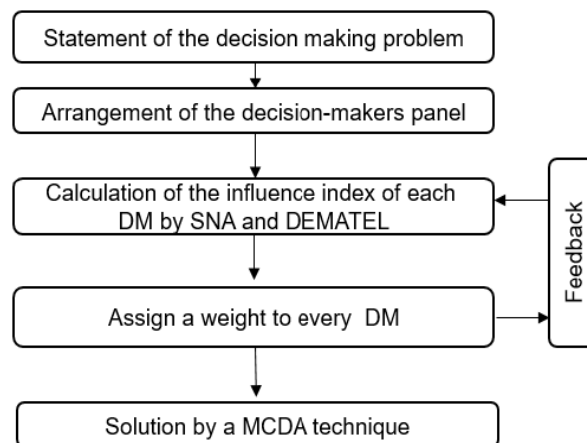 Statement of the decision making problem
Arrangement of the decision-makers panel
Calculation of the influence index of each
DM by SNA and DEMATEL
Feedback
Assign a weight to every DM
Solution by a MCDA technique